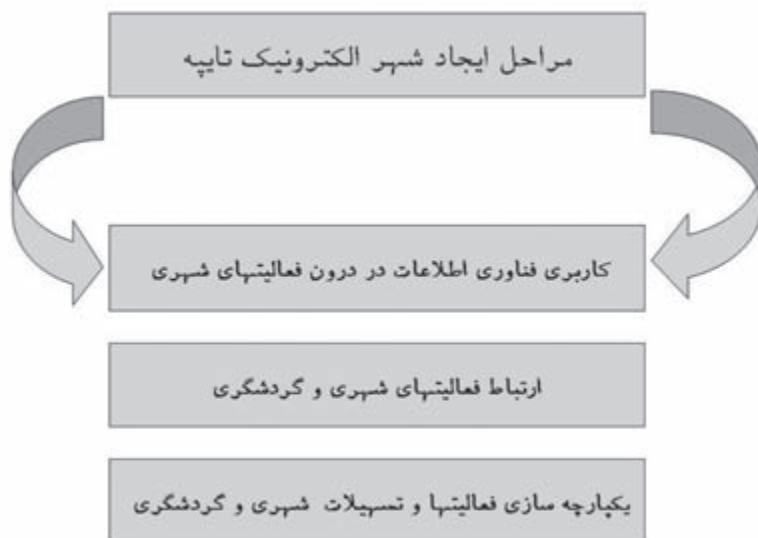 مراحل ایجاد شهر الکترونیک تایپه
کاربری فناوری اطلاعات در درون فعالیتهای شهری
ارتباط فعالیتهای شهری و گردشگری
یکپارچه سازی فعالیتها و تسهیلات شهری و گردشگری